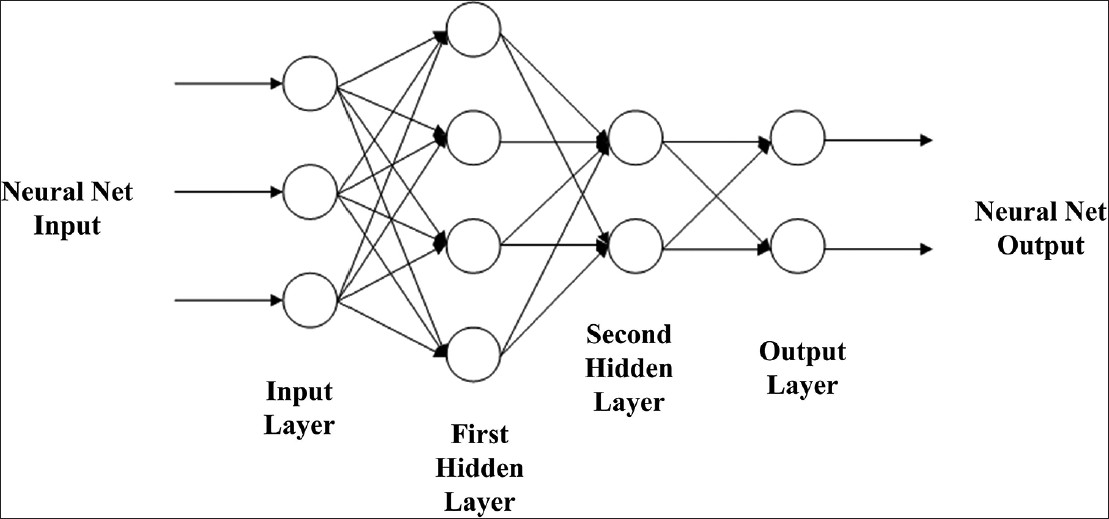 Neural Net
Input
Input
Layer
First
Hidden
Layer
Second
Hidden
Layer
Output
Layer
Neural Net
Output